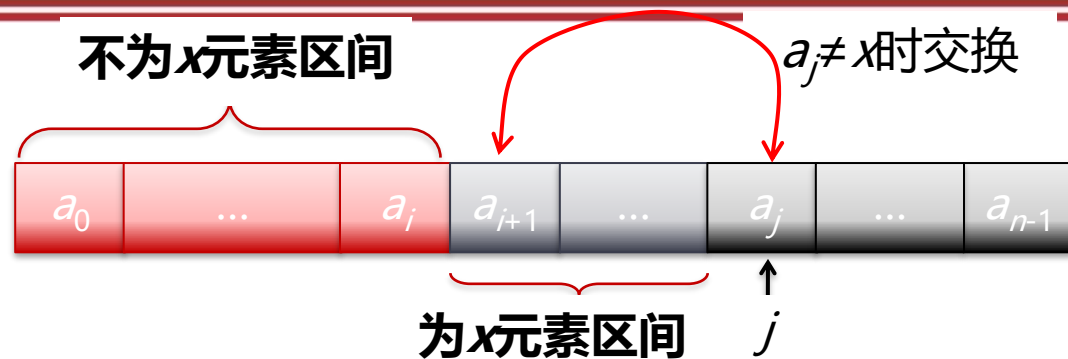 不为x元素区间
aj≠x时交换
a0 ... ai ai+1 ... aj ... an-1
为x元素区间
j